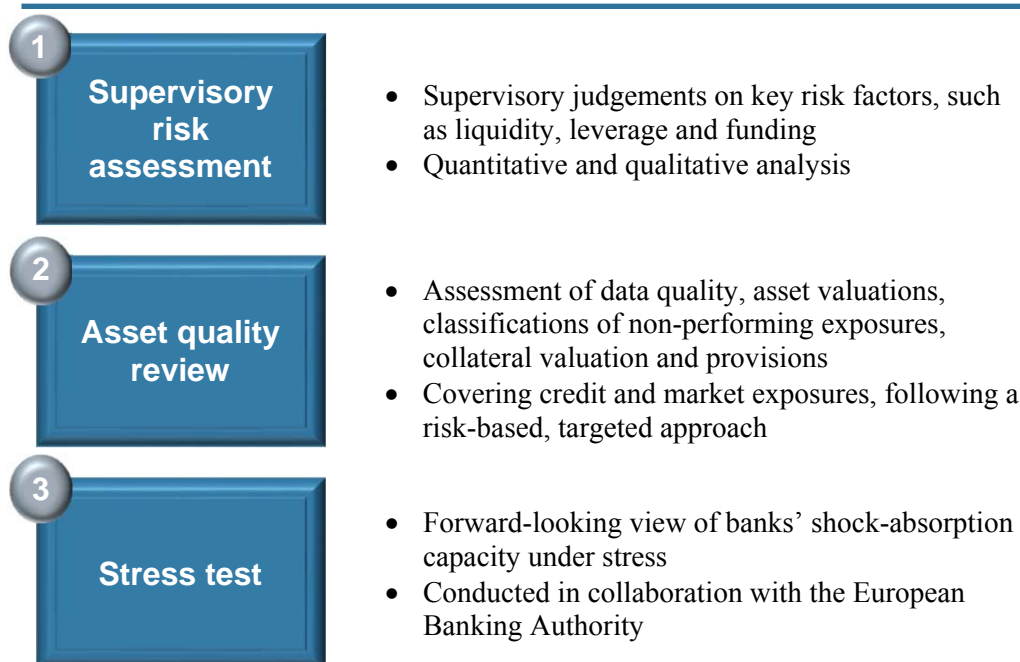 1
Supervisory
risk
assessment
• Supervisory judgements on key risk factors, such
as liquidity, leverage and funding
• Quantitative and qualitative analysis
2
Asset quality
review
• Assessment of data quality, asset valuations,
classifications of non-performing exposures,
collateral valuation and provisions
• Covering credit and market exposures, following a
risk-based, targeted approach
3
Stress test
• Forward-looking view of banks’ shock-absorption
capacity under stress
• Conducted in collaboration with the European
Banking Authority